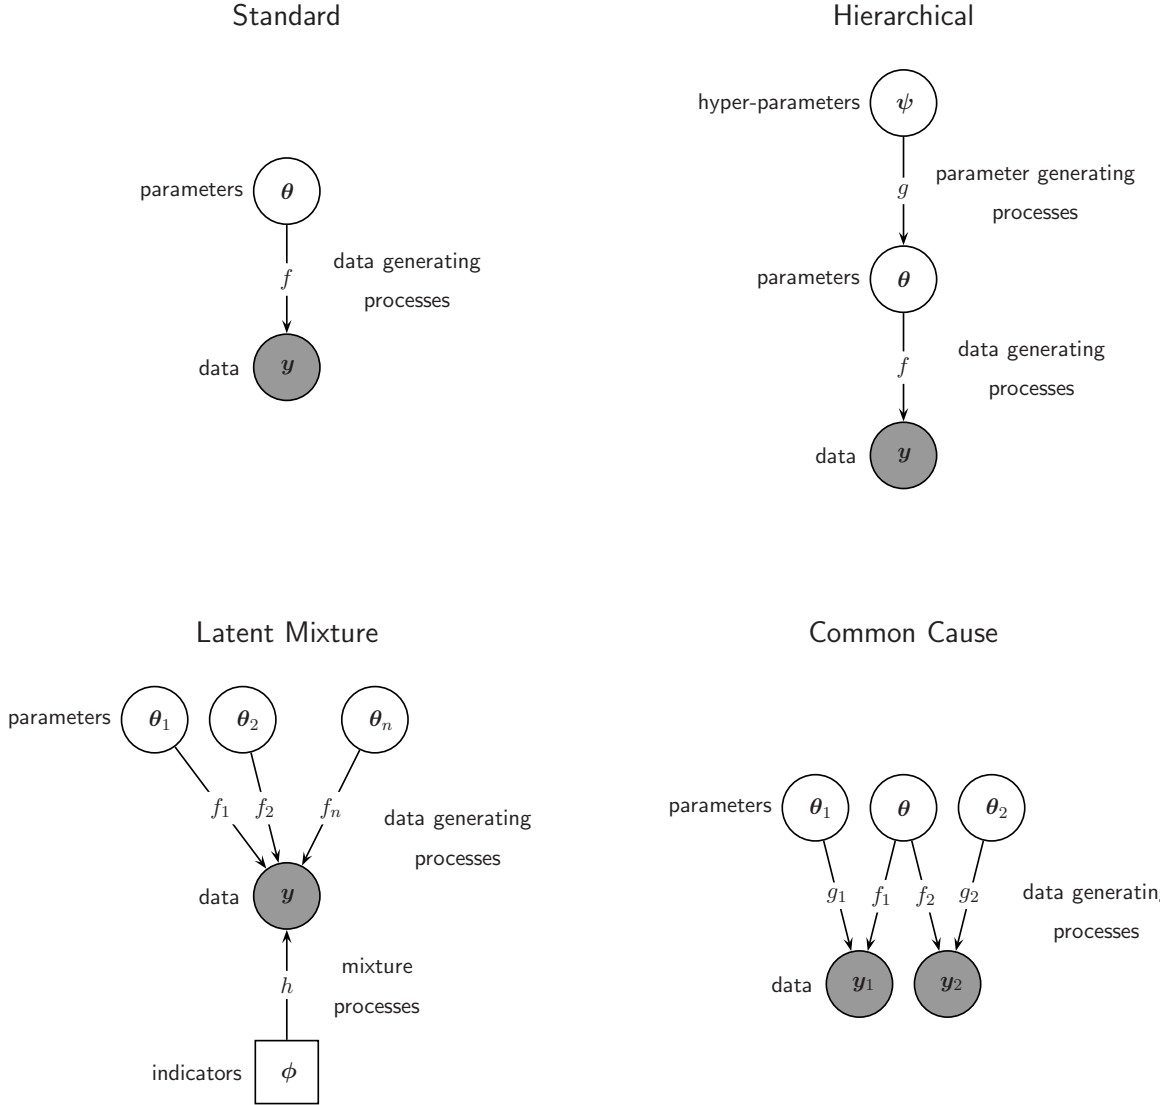 Standard
parameters
θ
f
data generating
processes
data
y
Hierarchical
hyper-parameters
ψ
g
parameter generating
processes
parameters
θ
f
data generating
processes
data
y
Latent Mixture
parameters
θ₁ θ₂ θₙ
f₁ f₂ fₙ
data generating
processes
data
y
h
mixture
processes
indicators
ϕ
Common Cause
parameters
θ₁ θ θ₂
g₁ f₁ f₂ g₂
data generating
processes
data
y₁ y₂